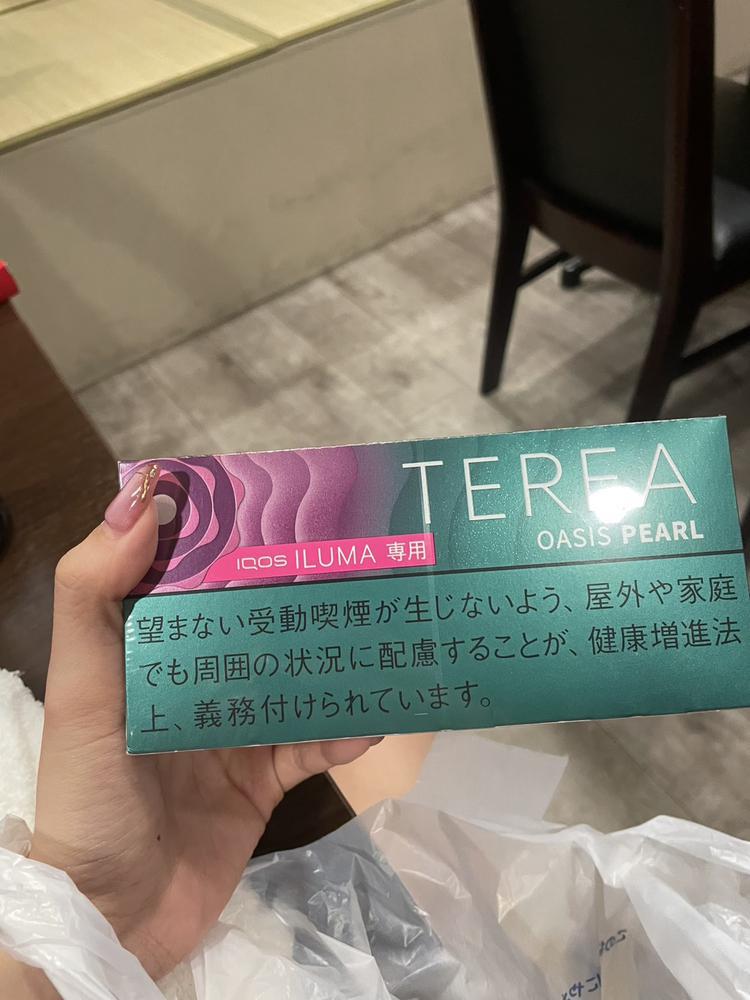 TEREA
OASIS PEARL
IQOS ILUMA 専用
望まない受動喫煙が生じないよう、屋外や家庭
でも周囲の状況に配慮することが、健康増進法
上、義務付けられています。